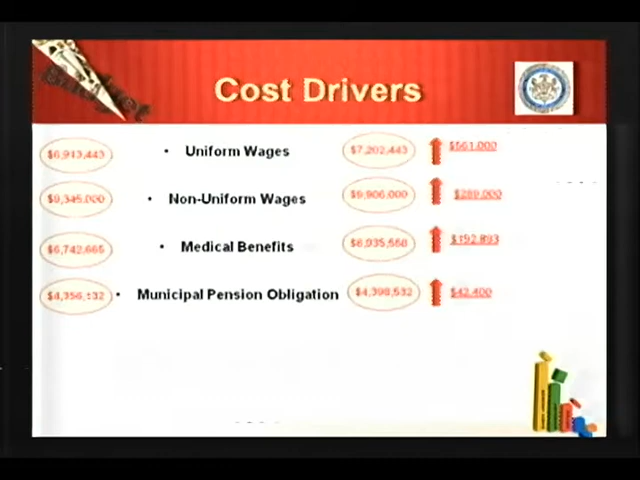 Cost Drivers
$6,913,443 • Uniform Wages $7,202,443 $561,000
$9,345,000 • Non-Uniform Wages $9,906,000 $289,000
$6,742,665 • Medical Benefits $6,935,558 $192,893
$4,356,132 • Municipal Pension Obligation $4,398,532 $42,400